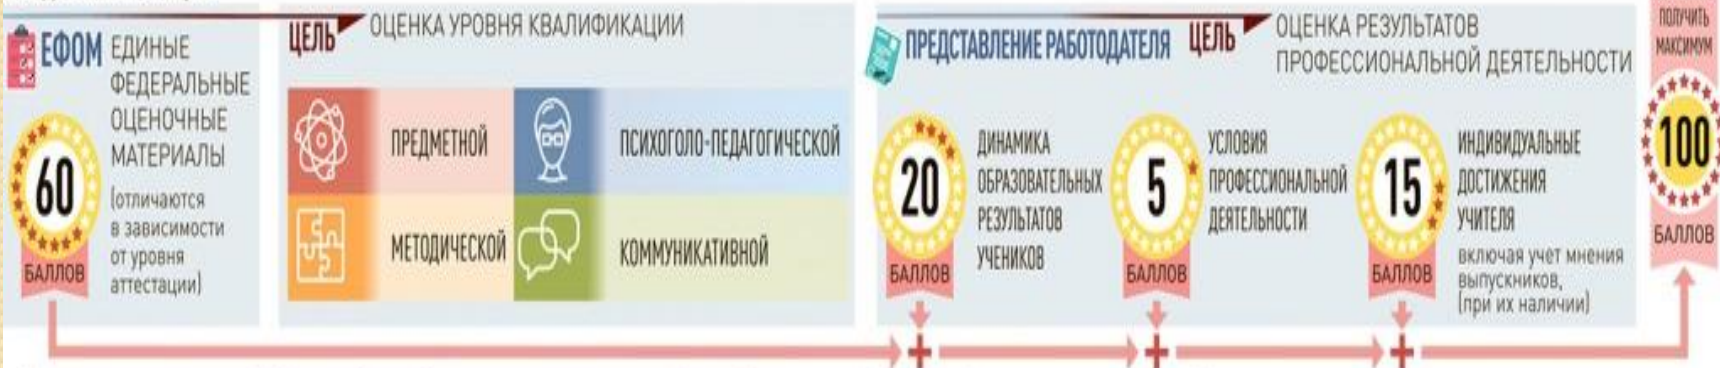 ЕФОМ
ЕДИНЫЕ
ФЕДЕРАЛЬНЫЕ
ОЦЕНОЧНЫЕ
МАТЕРИАЛЫ
(отличаются
в зависимости
от уровня
аттестации)
60
БАЛЛОВ
ЦЕЛЬ
ОЦЕНКА УРОВНЯ КВАЛИФИКАЦИИ
ПРЕДМЕТНОЙ
ПСИХОГОЛО-ПЕДАГОГИЧЕСКОЙ
МЕТОДИЧЕСКОЙ
КОММУНИКАТИВНОЙ
ПРЕДСТАВЛЕНИЕ РАБОТОДАТЕЛЯ
ЦЕЛЬ
ОЦЕНКА РЕЗУЛЬТАТОВ
ПРОФЕССИОНАЛЬНОЙ ДЕЯТЕЛЬНОСТИ
20
БАЛЛОВ
ДИНАМИКА
ОБРАЗОВАТЕЛЬНЫХ
РЕЗУЛЬТАТОВ
УЧЕНИКОВ
+
5
БАЛЛОВ
УСЛОВИЯ
ПРОФЕССИОНАЛЬНОЙ
ДЕЯТЕЛЬНОСТИ
+
15
БАЛЛОВ
ИНДИВИДУАЛЬНЫЕ
ДОСТИЖЕНИЯ
УЧИТЕЛЯ
включая учет мнения
выпускников,
(при их наличии)
+
ПОЛУЧИТЬ
МАКСИМУМ
100
БАЛЛОВ